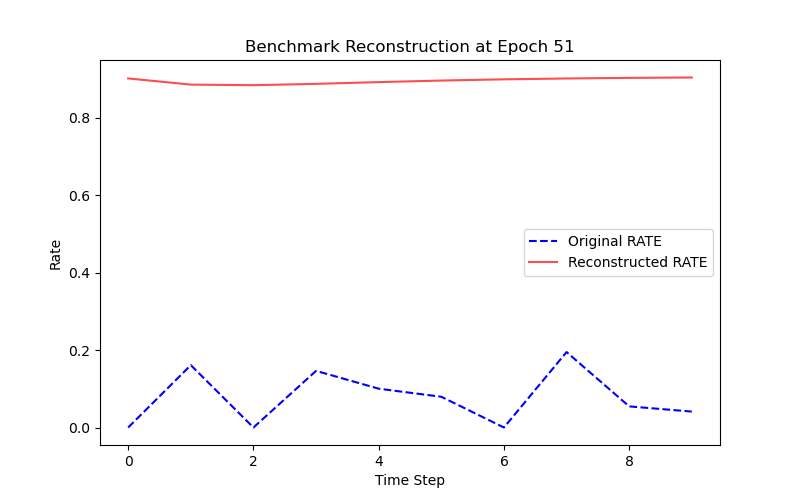 Benchmark Reconstruction at Epoch 51
Rate
0.8
0.6
0.4
0.2
0.0
Original RATE
Reconstructed RATE
0
2
4
6
8
Time Step